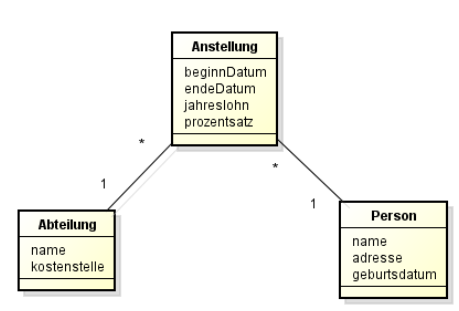 Anstellung
beginnDatum
endeDatum
jahreslohn
prozentsatz
*
*
1
1
Abteilung
name
kostenstelle
Person
name
adresse
geburtsdatum